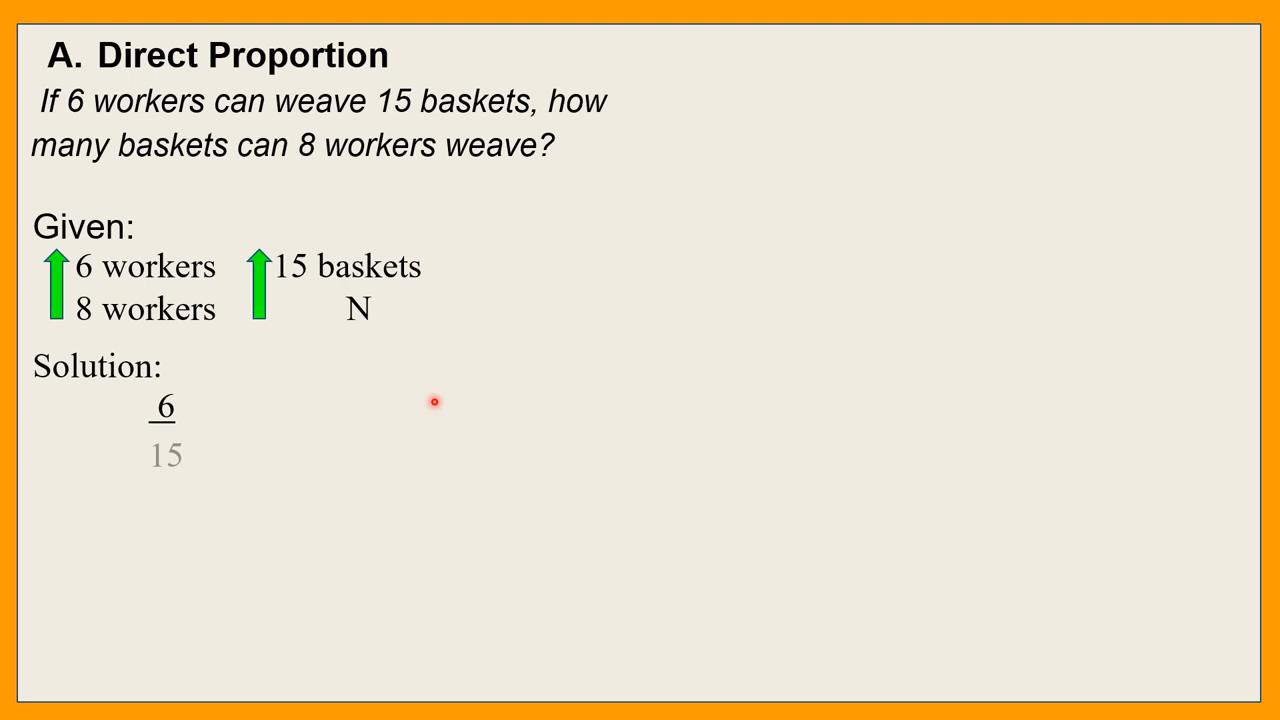 A. Direct Proportion
If 6 workers can weave 15 baskets, how
many baskets can 8 workers weave?
Given:
6 workers 15 baskets
8 workers N
Solution:
6
15